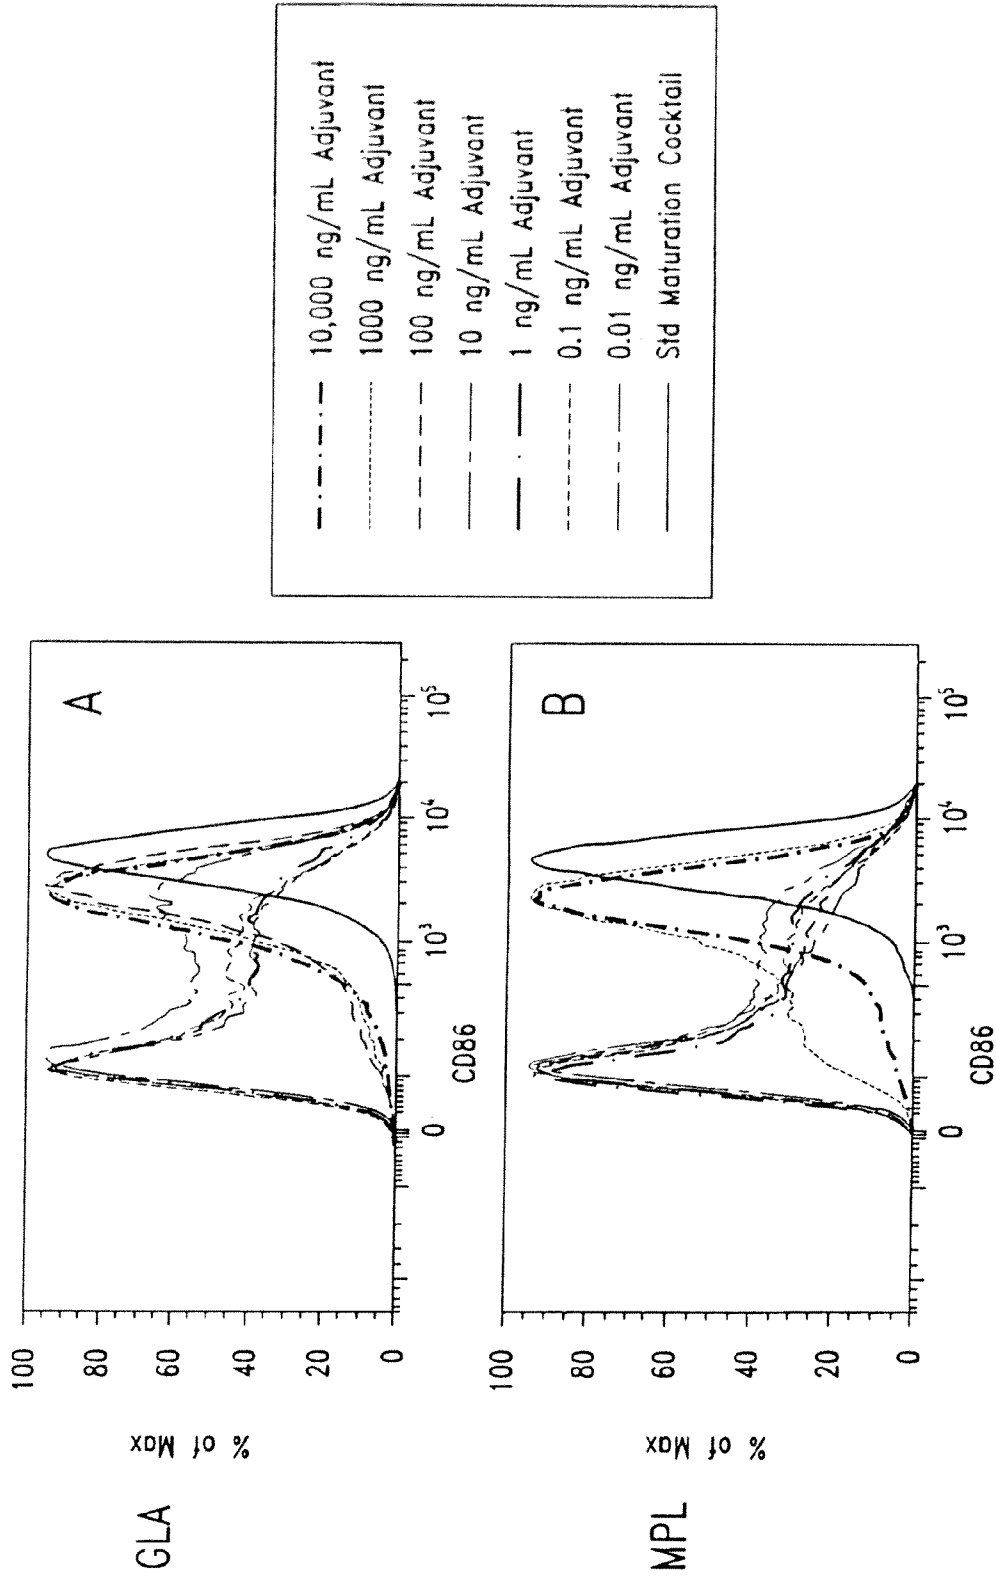 GLA
% of Max
100
80
60
40
20
0
A
0
10³
10⁴
10⁵
CD86
MPL
% of Max
100
80
60
40
20
0
B
0
10³
10⁴
10⁵
CD86
10,000 ng/mL Adjuvant
1000 ng/mL Adjuvant
100 ng/mL Adjuvant
10 ng/mL Adjuvant
1 ng/mL Adjuvant
0.1 ng/mL Adjuvant
0.01 ng/mL Adjuvant
Std Maturation Cocktail